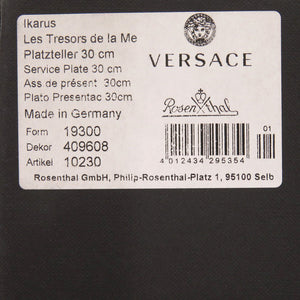 Ikarus
Les Tresors de la Me
Platzteller 30 cm
Service Plate 30 cm
Ass de présent 30cm
Plato Presentac 30cm
Made in Germany
Form 19300
Dekor 409608
Artikel 10230
VERSACE
Rosenthal
01
4 012434 295354
Rosenthal GmbH, Philip-Rosenthal-Platz 1, 95100 Selb